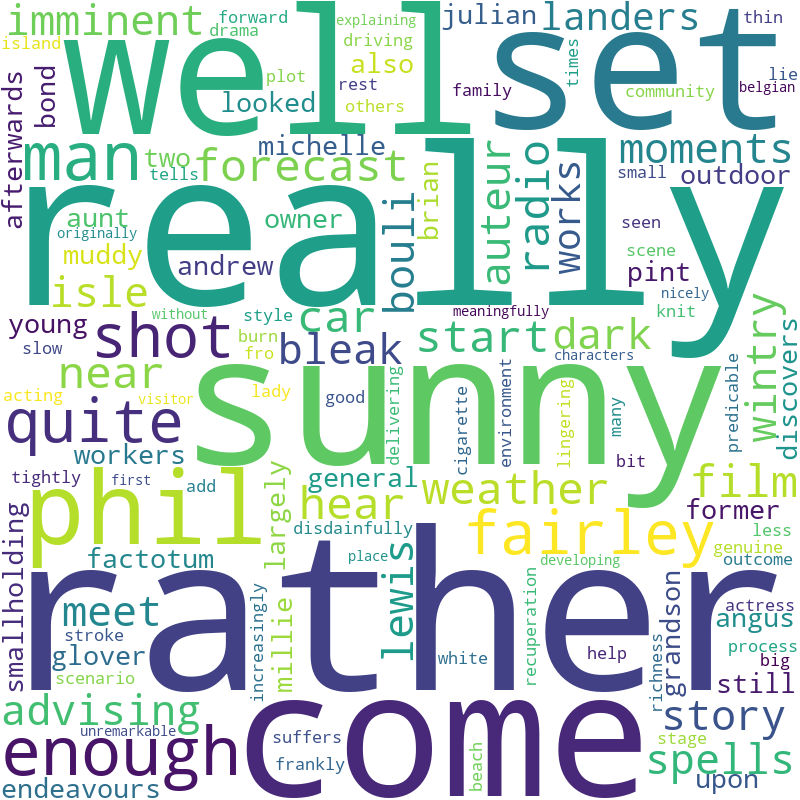 imminent
forward
explaining
julian
landers
thin
drama
island
well
driving
set
times
plot
also
rest
looked
others
family
community
lie
belgian
afterwards
bond
man
two
tells
forecast
michelle
moments
small
outdoor
really
aunt
originally
owner
muddy
andrew
isle
bouli
brian
auteur
radio
works
seen
scene
pint
knit
nicely
young
slow
shot
without
style
car
burn
fro
bleak
meaningfully
start
dark
characters
wintry
discovers
predicable
near
acting
visitor
lady
good
sunny
delivering
cigarette
environment
lingering
many
bit
quite
workers
tightly
first
add
general
weather
film
phil
largely
hear
disdainfully
fairley
former
less
genuine
outcome
smallholding
factotum
place
developing
rather
meet
lewis
stroke
glover
scenario
increasingly
millie
white
recuperation
help
richness
grandson
actress
angus
process
big
still
advising
unremarkable
enough
come
suffers
frankly
beach
story
stage
spells
upon
endeavours